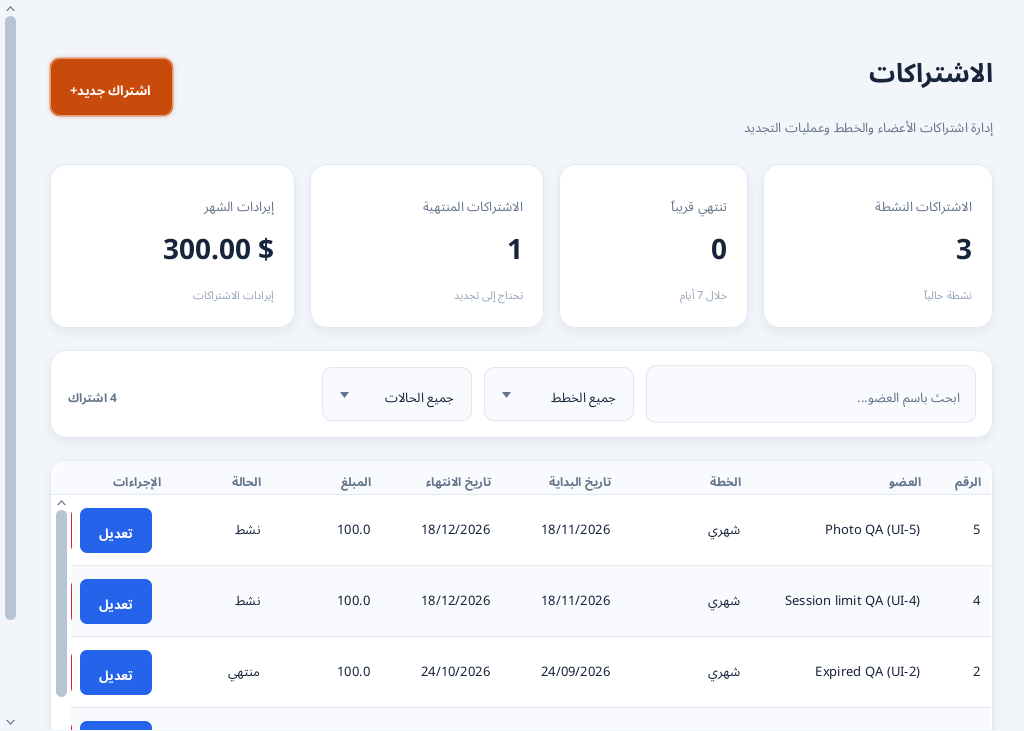 الاشتراكات
إدارة اشتراكات الأعضاء والخطط وعمليات التجديد
+اشتراك جديد
الاشتراكات النشطة
3
نشطة حالياً
تنتهي قريباً
0
خلال 7 أيام
الاشتراكات المنتهية
1
تحتاج إلى تجديد
إيرادات الشهر
300.00 $
إيرادات الاشتراكات
ابحث باسم العضو...
جميع الخطط
جميع الحالات
4 اشتراك
الرقم العضو الخطة تاريخ البداية تاريخ الانتهاء المبلغ الحالة الإجراءات
5 Photo QA (UI-5) شهري 18/11/2026 18/12/2026 100.0 نشط تعديل
4 Session limit QA (UI-4) شهري 18/11/2026 18/12/2026 100.0 نشط تعديل
2 Expired QA (UI-2) شهري 24/09/2026 24/10/2026 100.0 منتهي تعديل